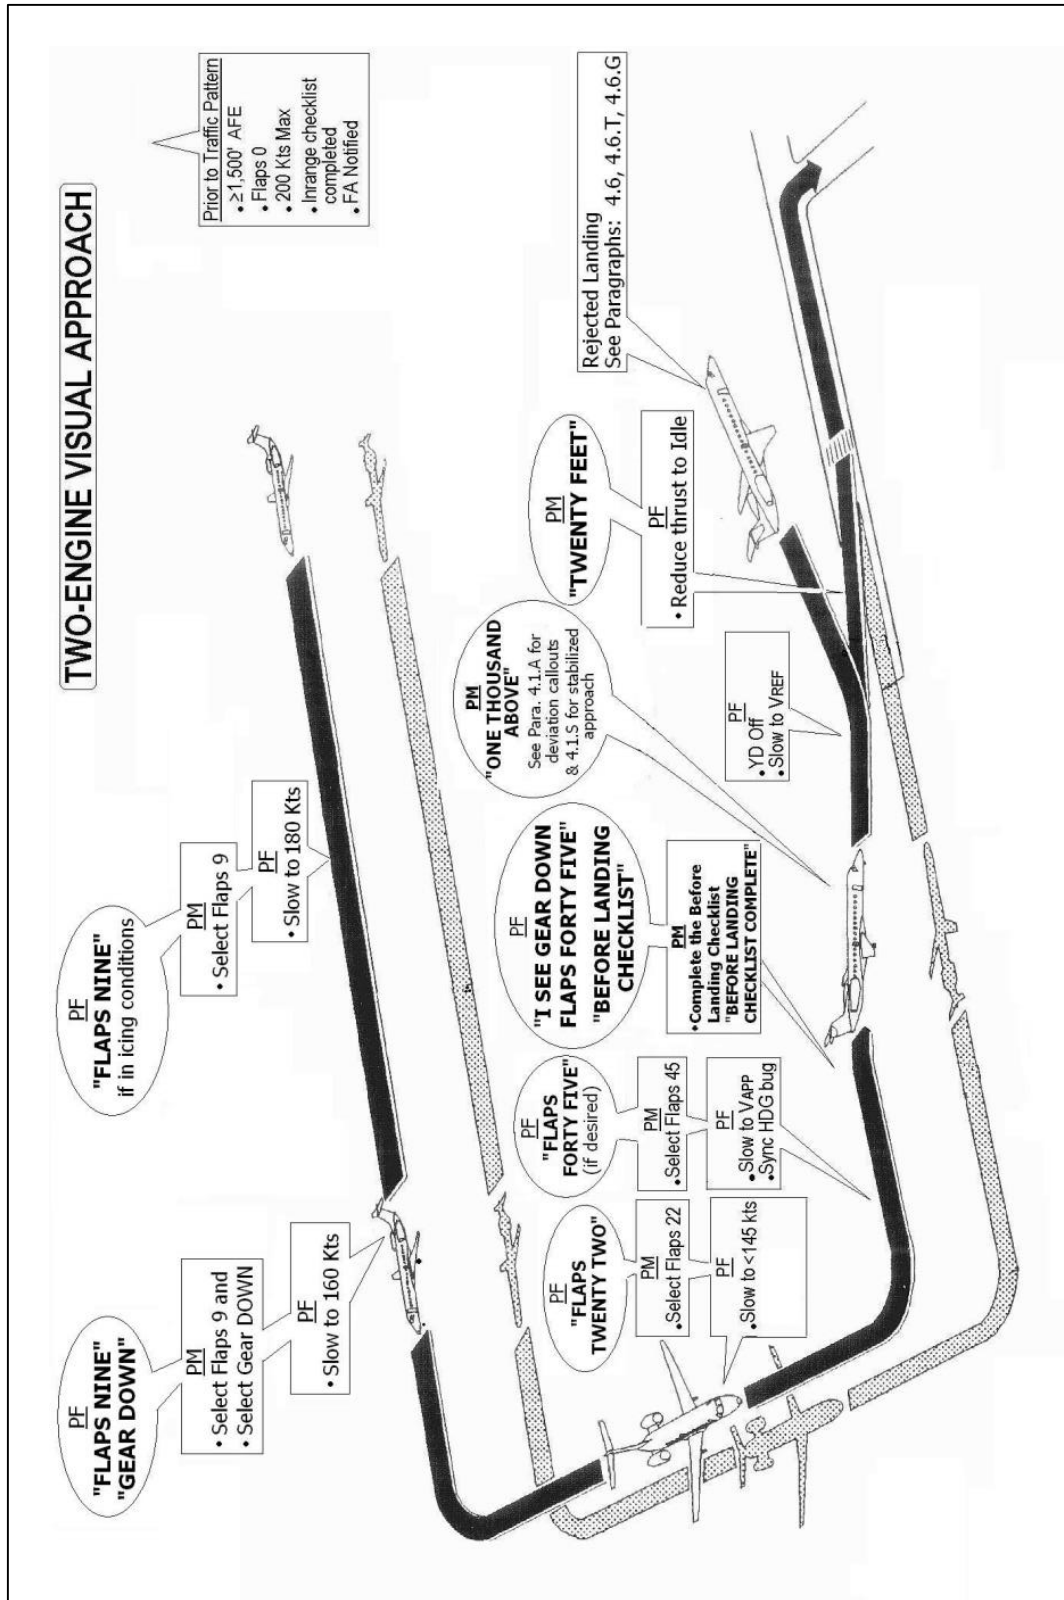 TWO-ENGINE VISUAL APPROACH
Prior to Traffic Pattern
• ≥1,500' AFE
• Flaps 0
• 200 Kts Max
• Inrange checklist
completed
• FA Notified
PF
"FLAPS NINE"
if in icing conditions
PM
• Select Flaps 9
PF
• Slow to 180 Kts
PF
"FLAPS NINE"
"GEAR DOWN"
PM
• Select Flaps 9 and
• Select Gear DOWN
PF
• Slow to 160 Kts
PF
"FLAPS
TWENTY TWO"
PM
• Select Flaps 22
PF
• Slow to <145 kts
PF
"FLAPS
FORTY FIVE"
(if desired)
PM
• Select Flaps 45
PF
• Slow to VAPP
• Sync HDG bug
PF
"I SEE GEAR DOWN
FLAPS FORTY FIVE"
"BEFORE LANDING
CHECKLIST"
PM
• Complete the Before
Landing Checklist
"BEFORE LANDING
CHECKLIST COMPLETE"
PM
"ONE THOUSAND
ABOVE"
See Para. 4.1.A for
deviation callouts
& 4.1.S for stabilized
approach
PF
• YD Off
• Slow to VREF
PM
"TWENTY FEET"
PF
• Reduce thrust to Idle
Rejected Landing
See Paragraphs: 4.6, 4.6.T, 4.6.G